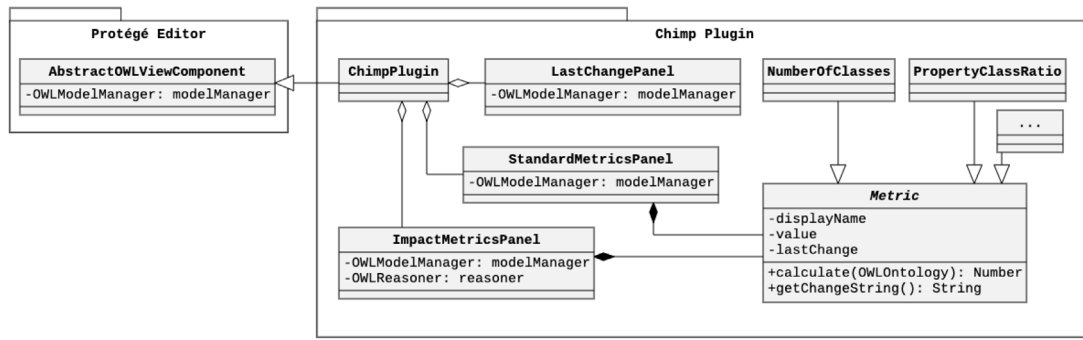 Protégé Editor
AbstractOWLViewComponent
-OWLModelManager: modelManager
Chimp Plugin
ChimpPlugin
LastChangePanel
-OWLModelManager: modelManager
NumberOfClasses
PropertyClassRatio
...
StandardMetricsPanel
-OWLModelManager: modelManager
ImpactMetricsPanel
-OWLModelManager: modelManager
-OWLReasoner: reasoner
Metric
-displayName
-value
-lastChange
+calculate(OWLOntology): Number
+getChangeString(): String